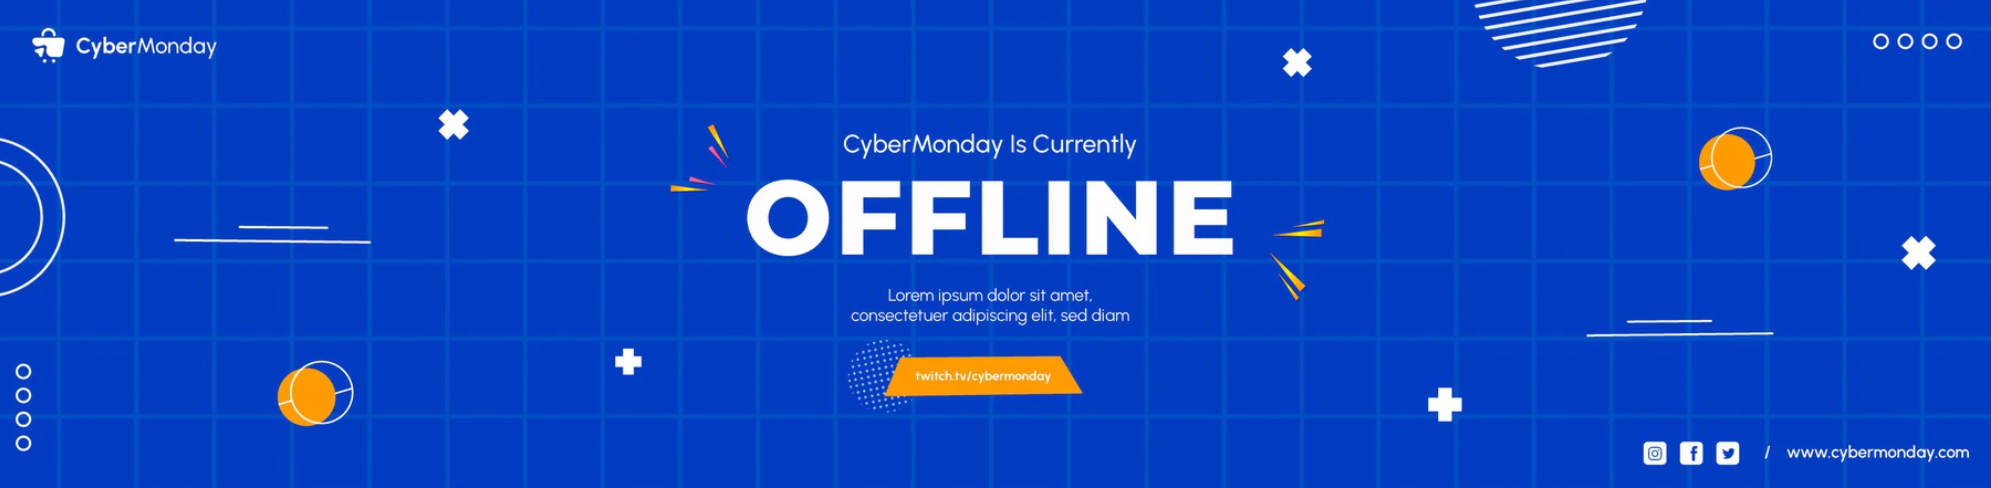 CyberMonday
CyberMonday Is Currently
OFFLINE
Lorem ipsum dolor sit amet,
consectetuer adipiscing elit, sed diam
twitch.tv/cybermonday
/ www.cybermonday.com